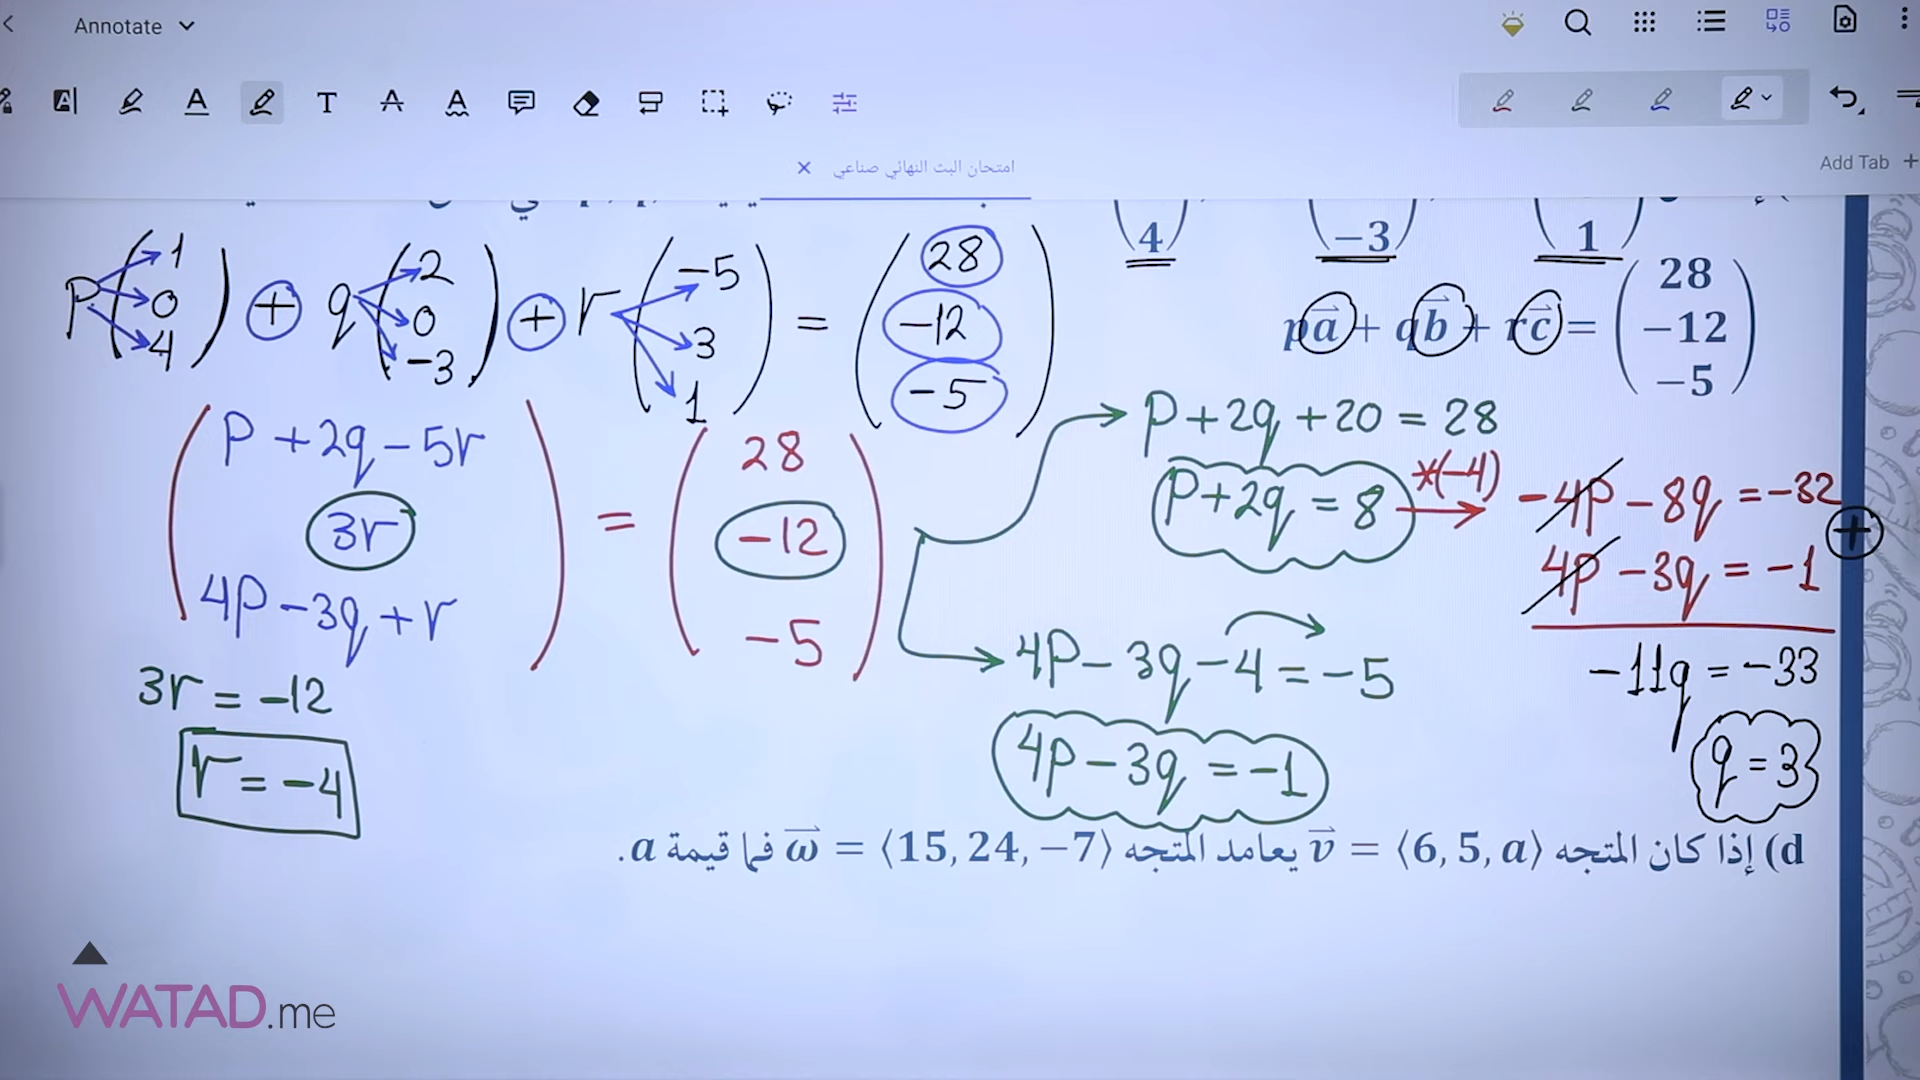 Annotate
T
امتحان البث النهائي صناعي
Add Tab +
4 -3 1
p(1 0 4) + q(2 0 -3) + r(-5 3 1) = (28 -12 -5)
pa + qb + rc = (28 -12 -5)
(P + 2q - 5r
3r
4P - 3q + r) = (28
-12
-5)
3r = -12
r = -4
P + 2q + 20 = 28
P + 2q = 8 *(-4)
4P - 3q - 4 = -5
4P - 3q = -1
-4P - 8q = -32
+
4P - 3q = -1
-11q = -33
q = 3
d) إذا كان المتجه v = ⟨6, 5, a⟩ يعامد المتجه ω = ⟨15, 24, -7⟩ فما قيمة a.
WATAD.me